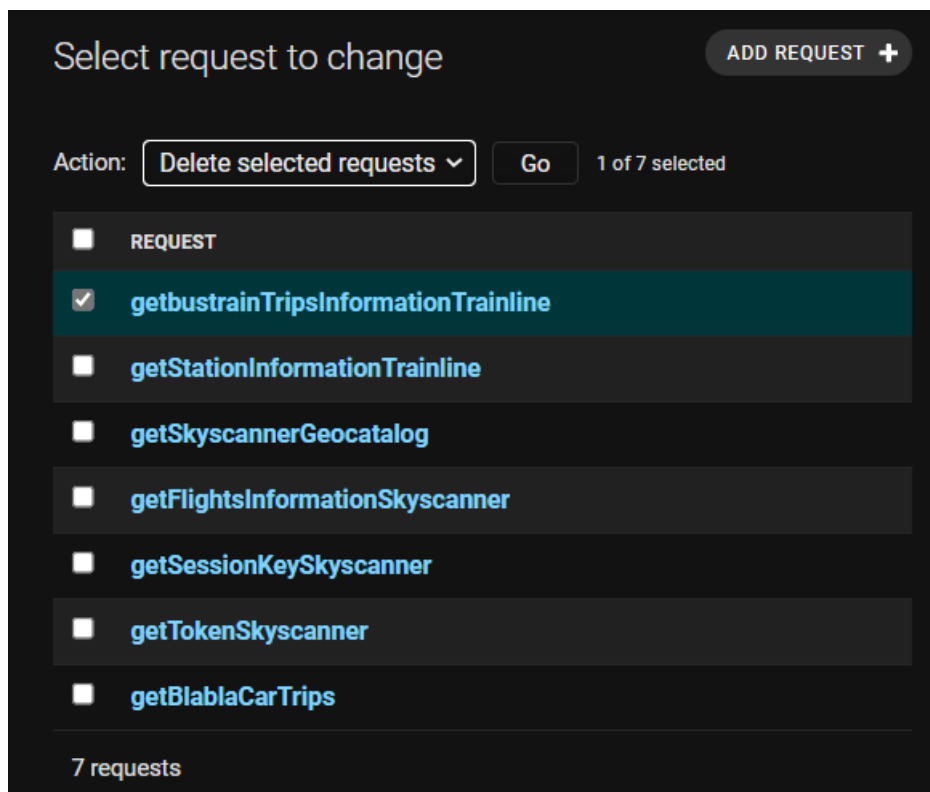 Select request to change
ADD REQUEST +
Action: Delete selected requests Go 1 of 7 selected
REQUEST
getbustrainTripsInformationTrainline
getStationInformationTrainline
getSkyscannerGeocatalog
getFlightsInformationSkyscanner
getSessionKeySkyscanner
getTokenSkyscanner
getBlablaCarTrips
7 requests